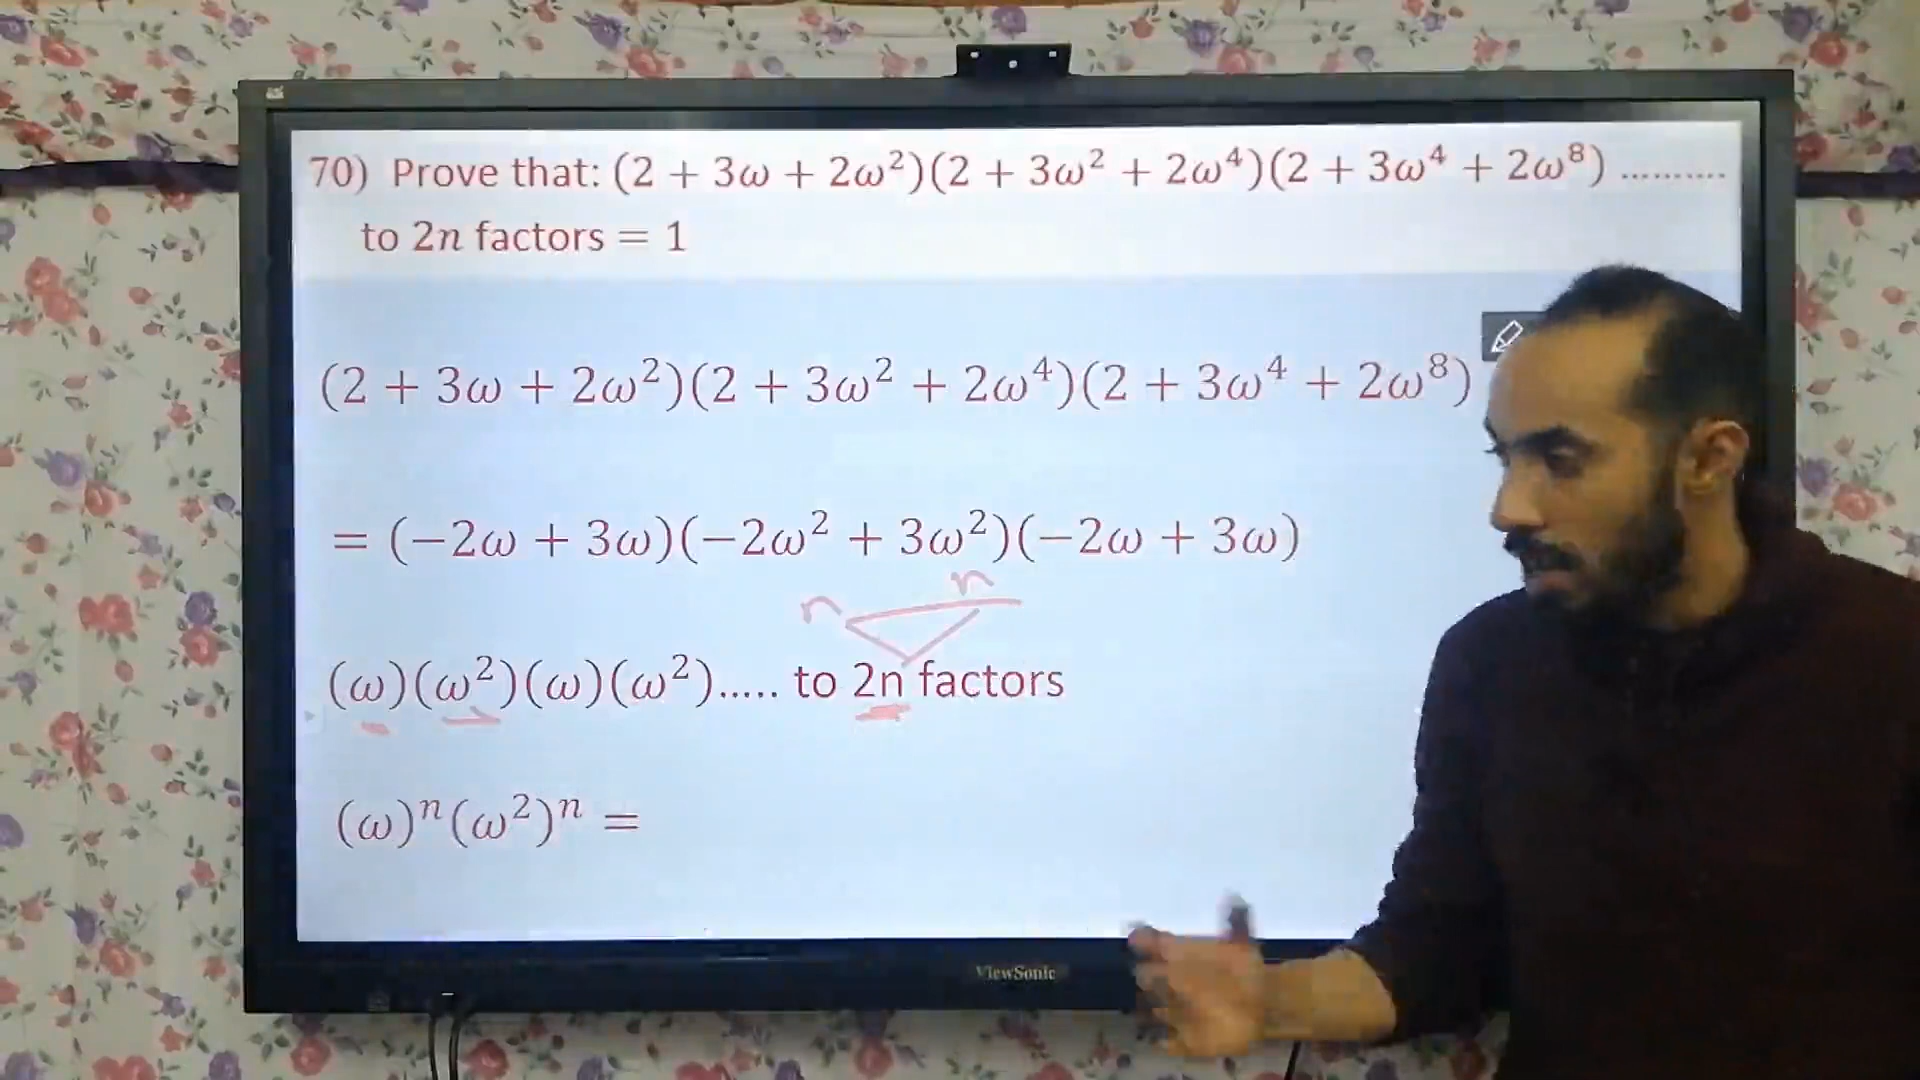 70) Prove that: (2 + 3ω + 2ω²)(2 + 3ω² + 2ω⁴)(2 + 3ω⁴ + 2ω⁸) ..........
to 2n factors = 1
(2 + 3ω + 2ω²)(2 + 3ω² + 2ω⁴)(2 + 3ω⁴ + 2ω⁸)
= (−2ω + 3ω)(−2ω² + 3ω²)(−2ω + 3ω)
n n
(ω)(ω²)(ω)(ω²)..... to 2n factors
(ω)ⁿ(ω²)ⁿ =
ViewSonic